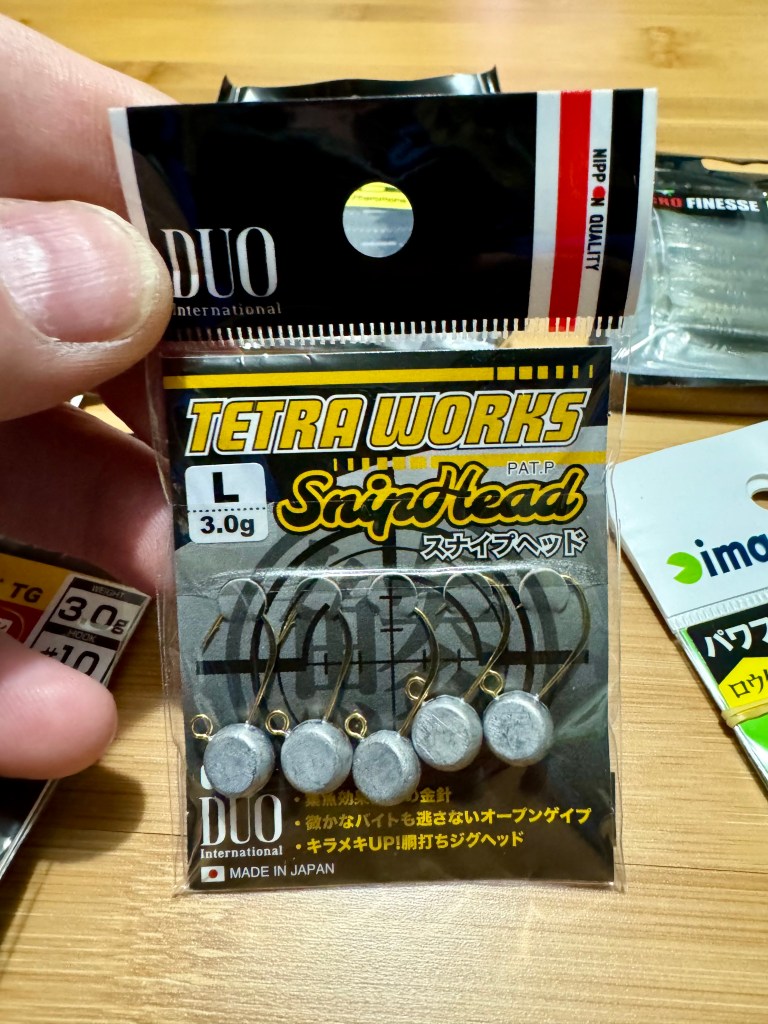 NIPPON QUALITY
DUO
International
FINESSE
TETRA WORKS
PAT.P
L
3.0g
SnipHead
スナイプヘッド
TG
WEIGHT
3.0g
HOOK
#10
ima
パワフ
DUO
International
・微かなバイトも逃さないオープンゲイプ
・キラメキUP!胴打ちジグヘッド
MADE IN JAPAN